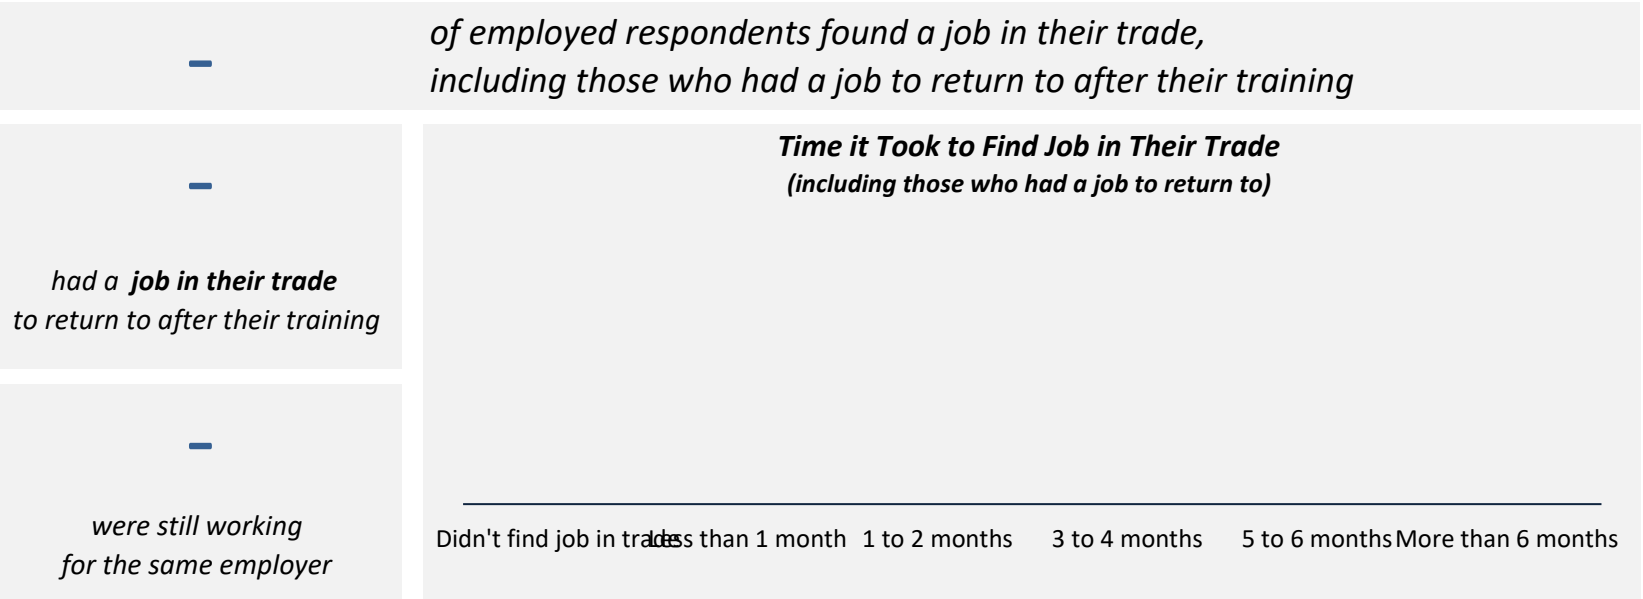 –
of employed respondents found a job in their trade,
including those who had a job to return to after their training
–
had a job in their trade
to return to after their training
–
were still working
for the same employer
Time it Took to Find Job in Their Trade
(including those who had a job to return to)
Didn't find job in trade Less than 1 month 1 to 2 months 3 to 4 months 5 to 6 months More than 6 months